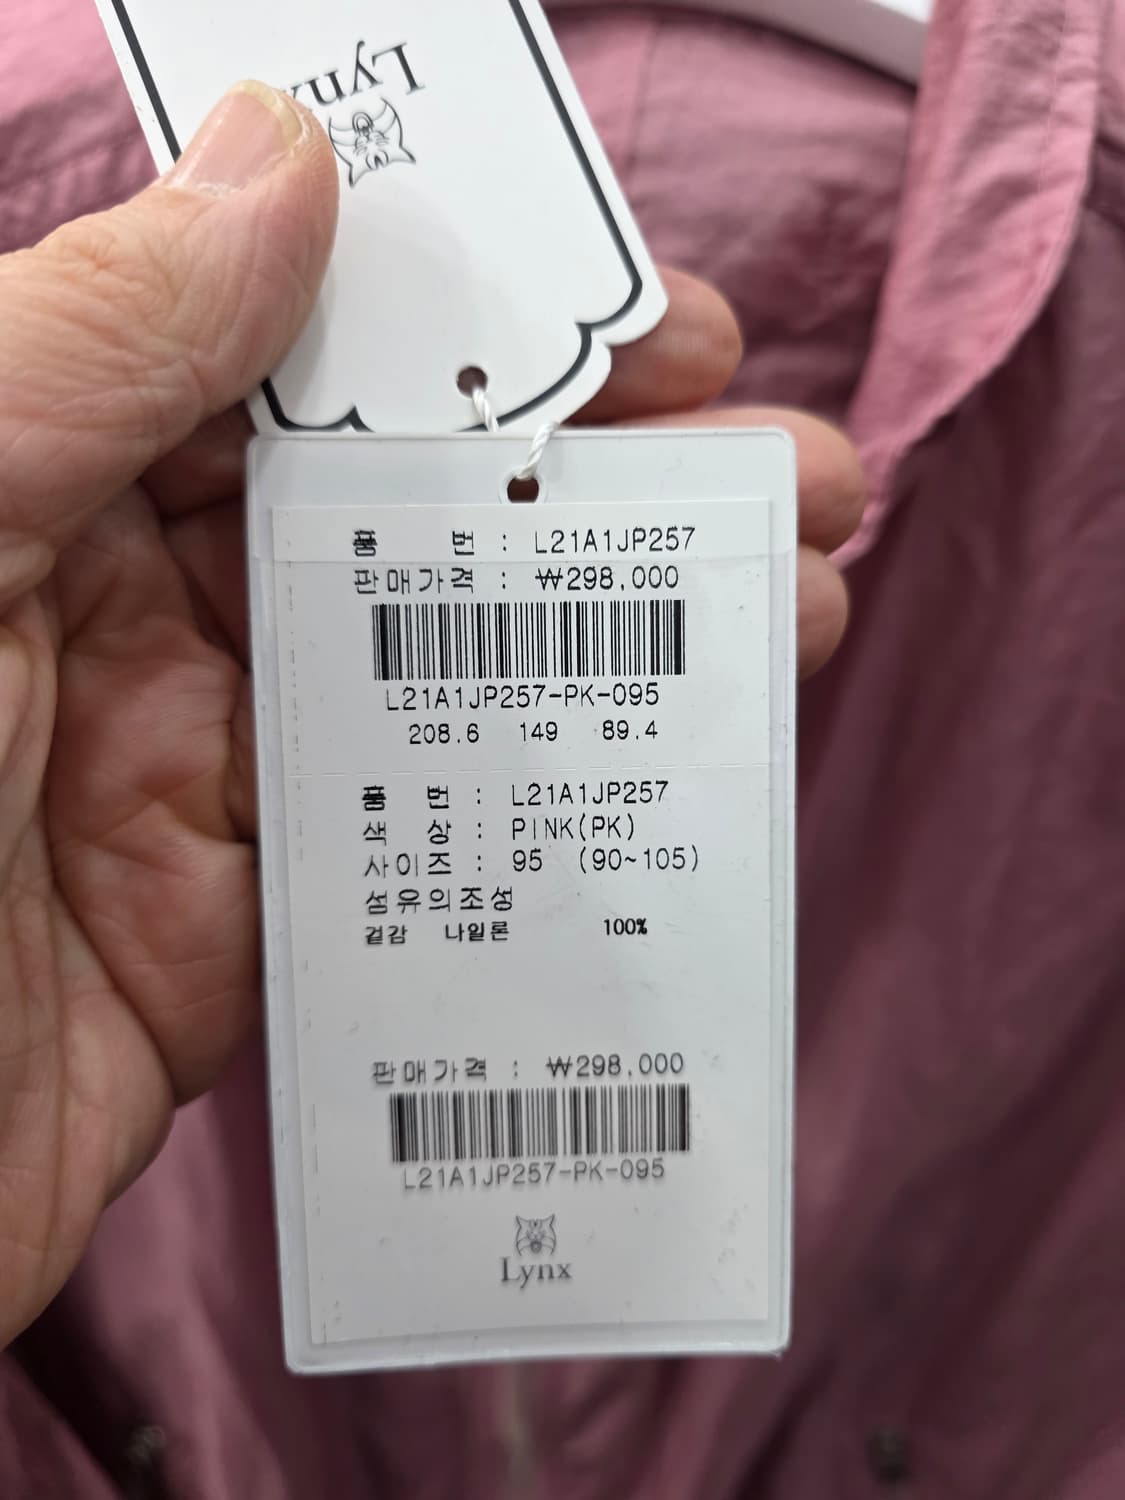 Lynx
품 번 : L21A1JP257
판매가격 : ₩298,000
L21A1JP257-PK-095
208.6 149 89.4
품 번 : L21A1JP257
색 상 : PINK(PK)
사이즈 : 95 (90~105)
섬유의조성
겉감 나일론 100%
판매가격 : ₩298,000
L21A1JP257-PK-095
Lynx